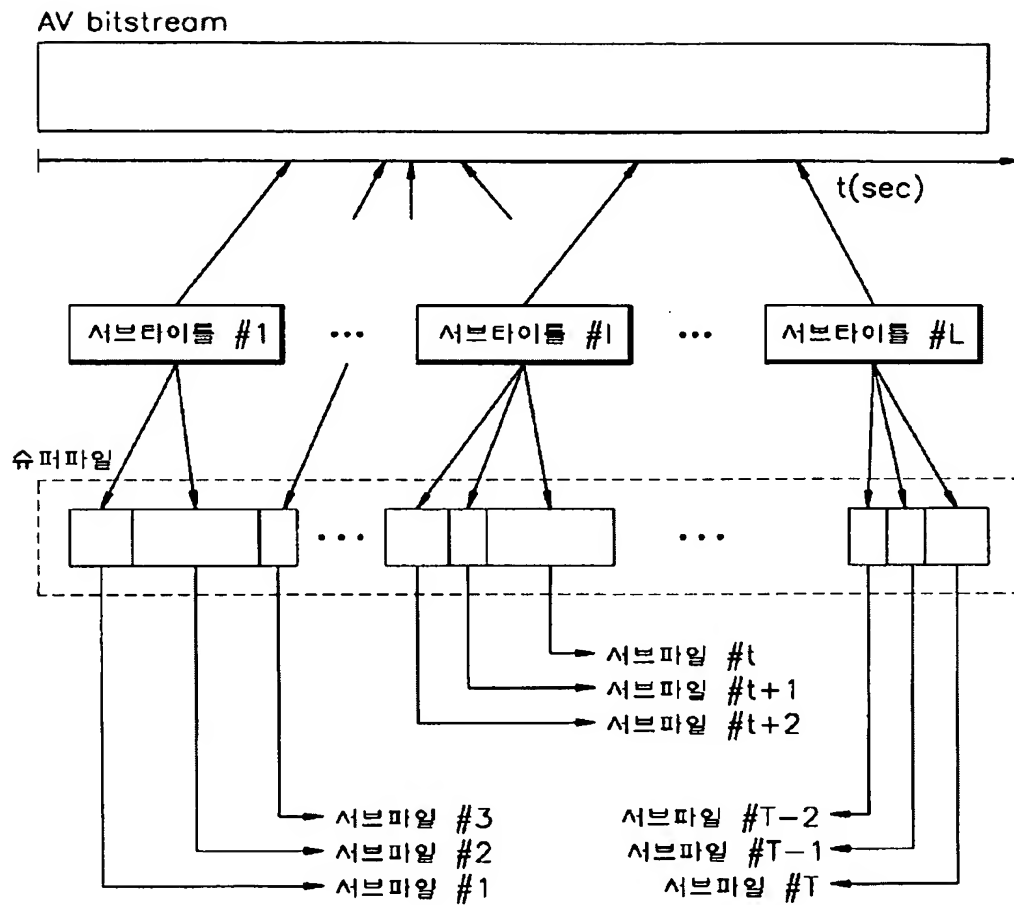 AV bitstream
t(sec)
서브타이틀 #1
...
서브타이틀 #l
...
서브타이틀 #L
슈퍼파일
...
...
서브파일 #t
서브파일 #t+1
서브파일 #t+2
서브파일 #3
서브파일 #2
서브파일 #1
서브파일 #T-2
서브파일 #T-1
서브파일 #T